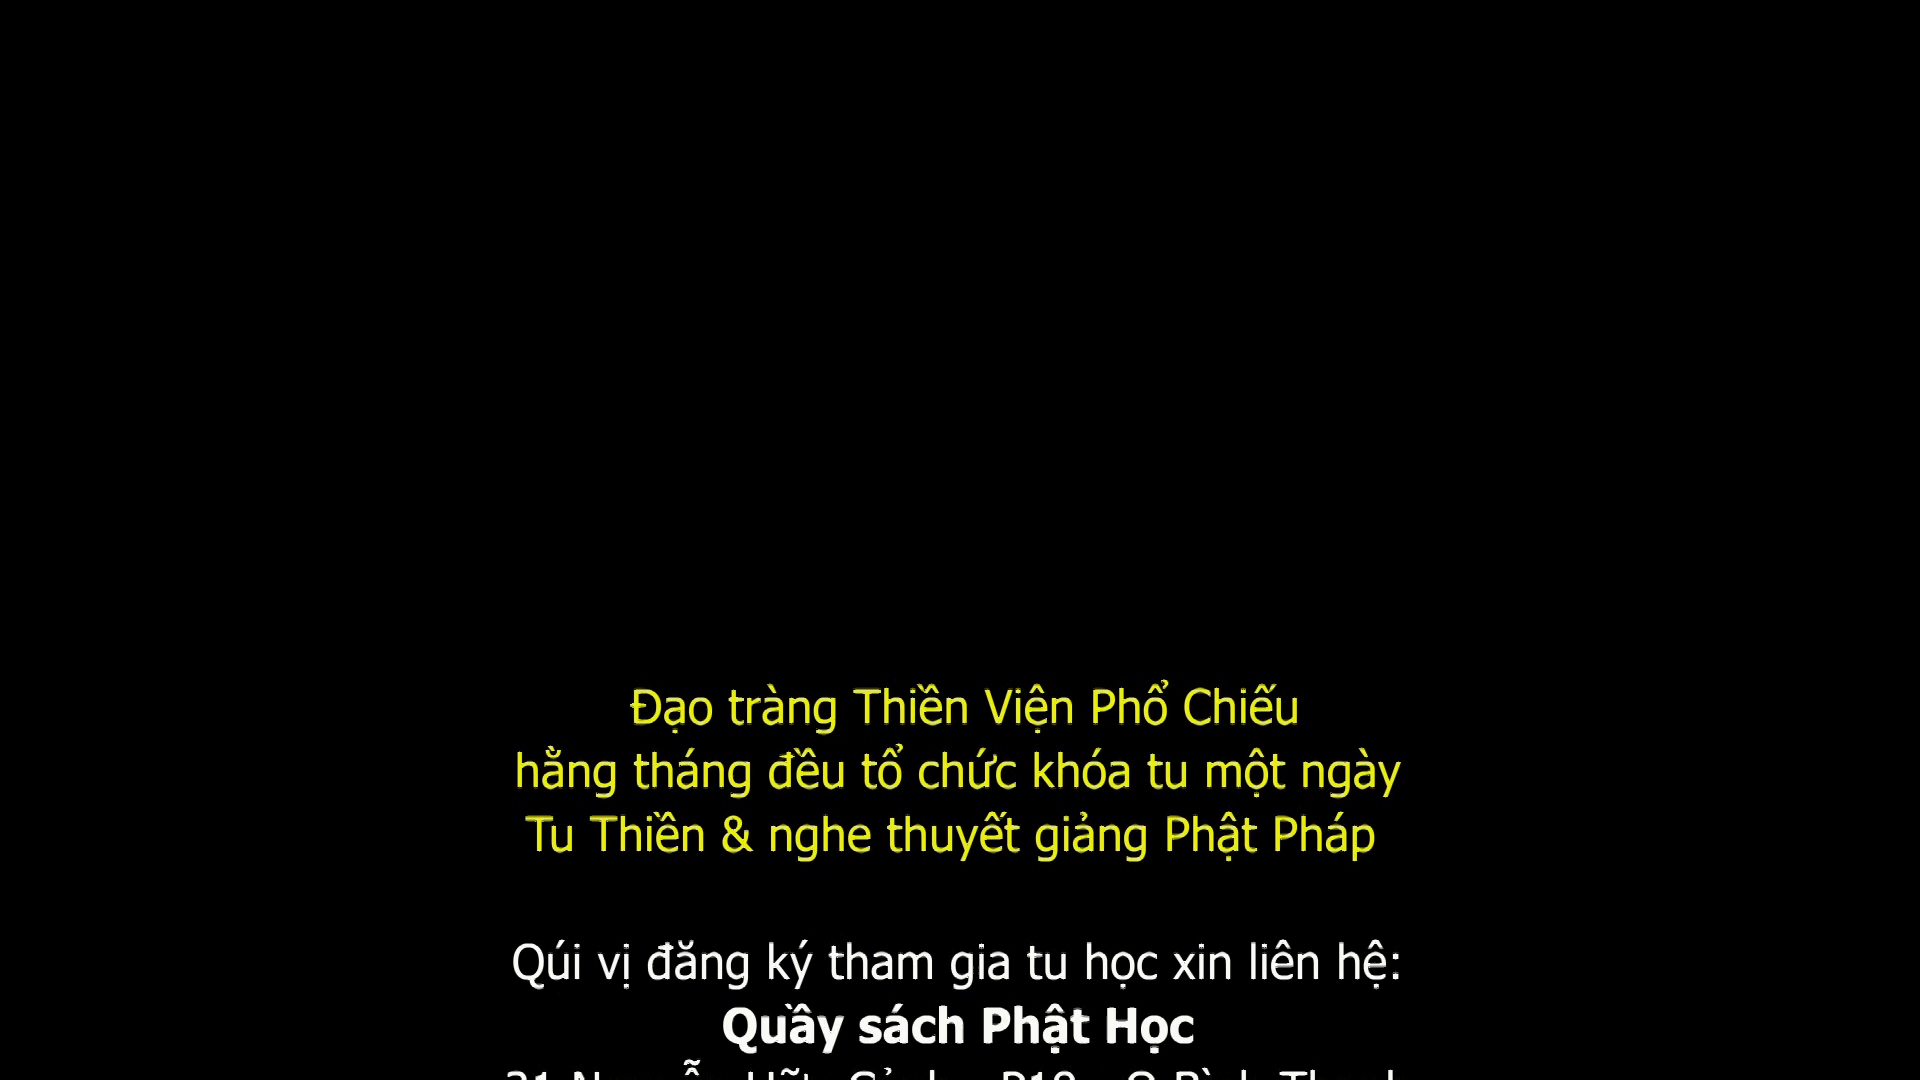 Đạo tràng Thiền Viện Phổ Chiếu
hằng tháng đều tổ chức khóa tu một ngày
Tu Thiền & nghe thuyết giảng Phật Pháp
Qúi vị đăng ký tham gia tu học xin liên hệ:
Quầy sách Phật Học